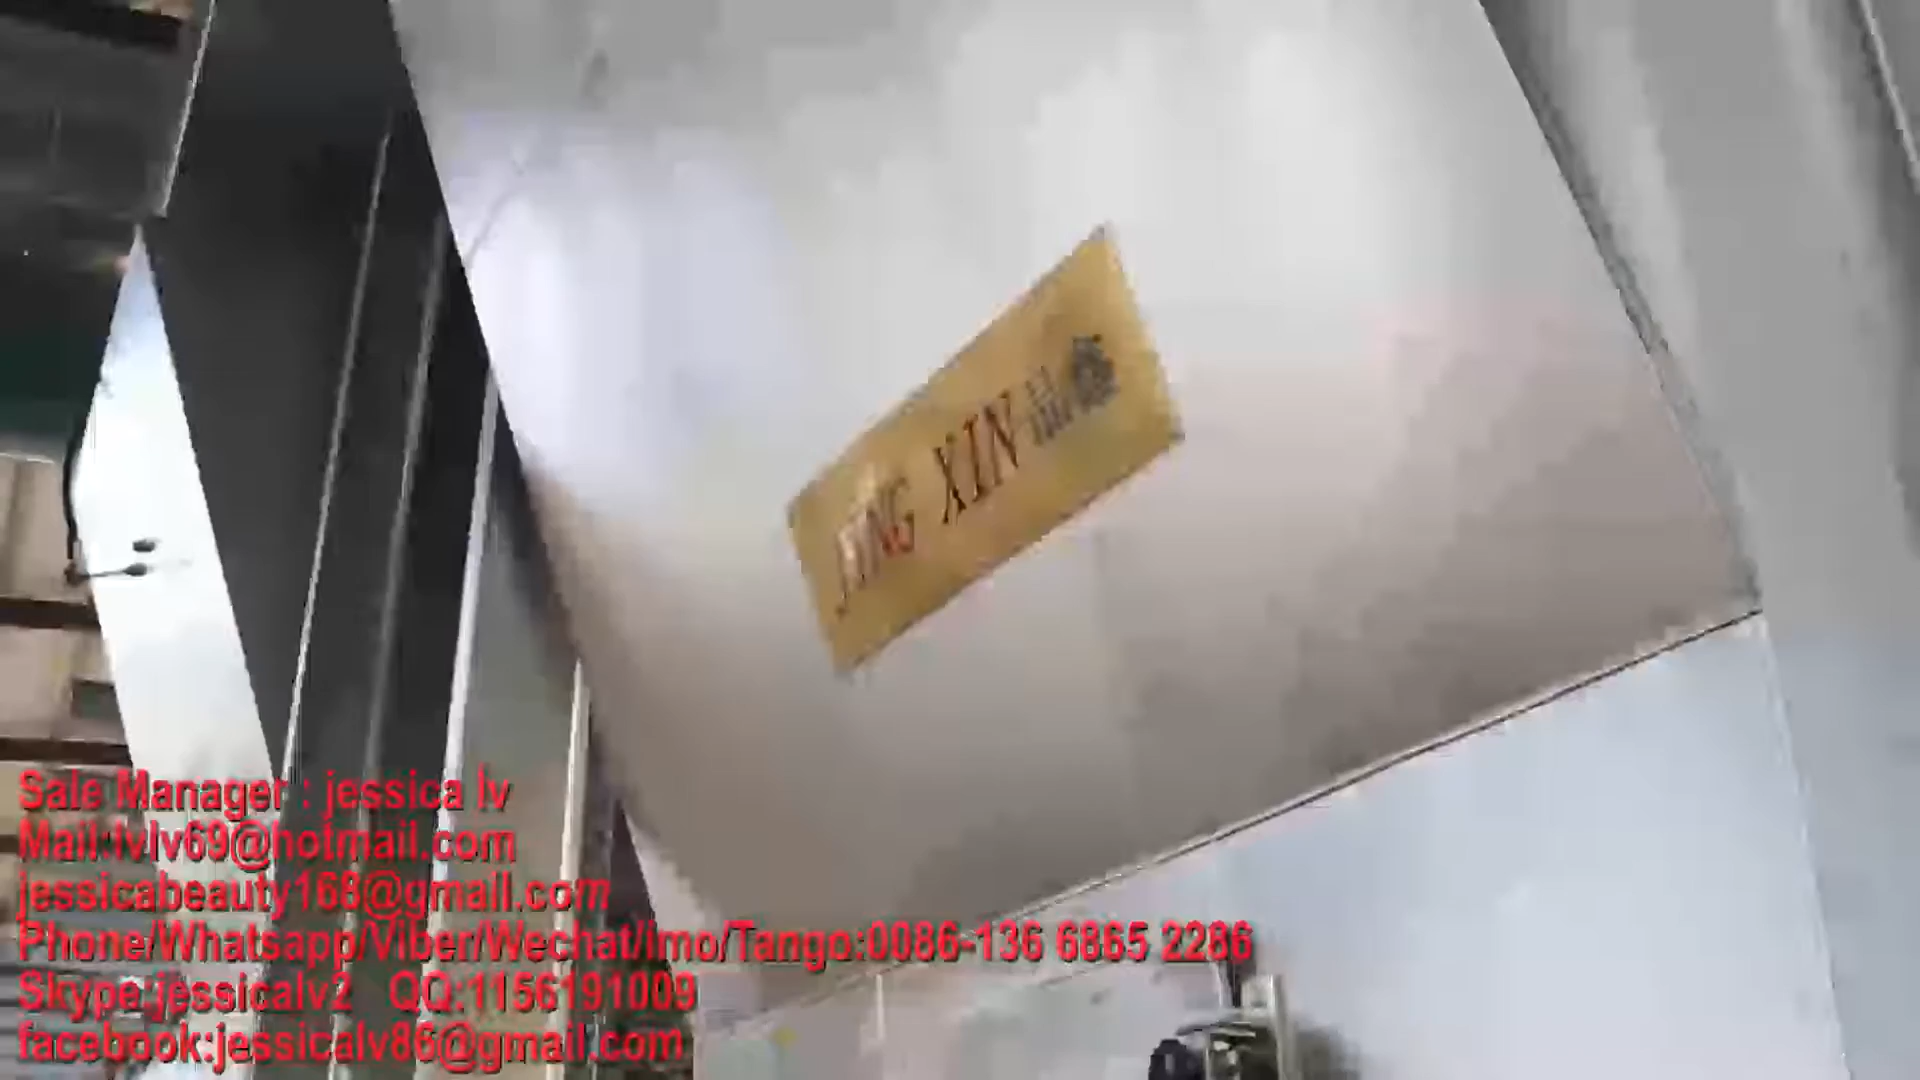 JING XIN 晶鑫
Sale Manager : jessica lv
Mail:lvlv69@hotmail.com
jessicabeauty168@gmail.com
Phone/Whatsapp/Viber/Wechat/imo/Tango:0086-136 6865 2286
Skype:jessicalv2 QQ:1156191009
facebook:jessicalv86@gmail.com